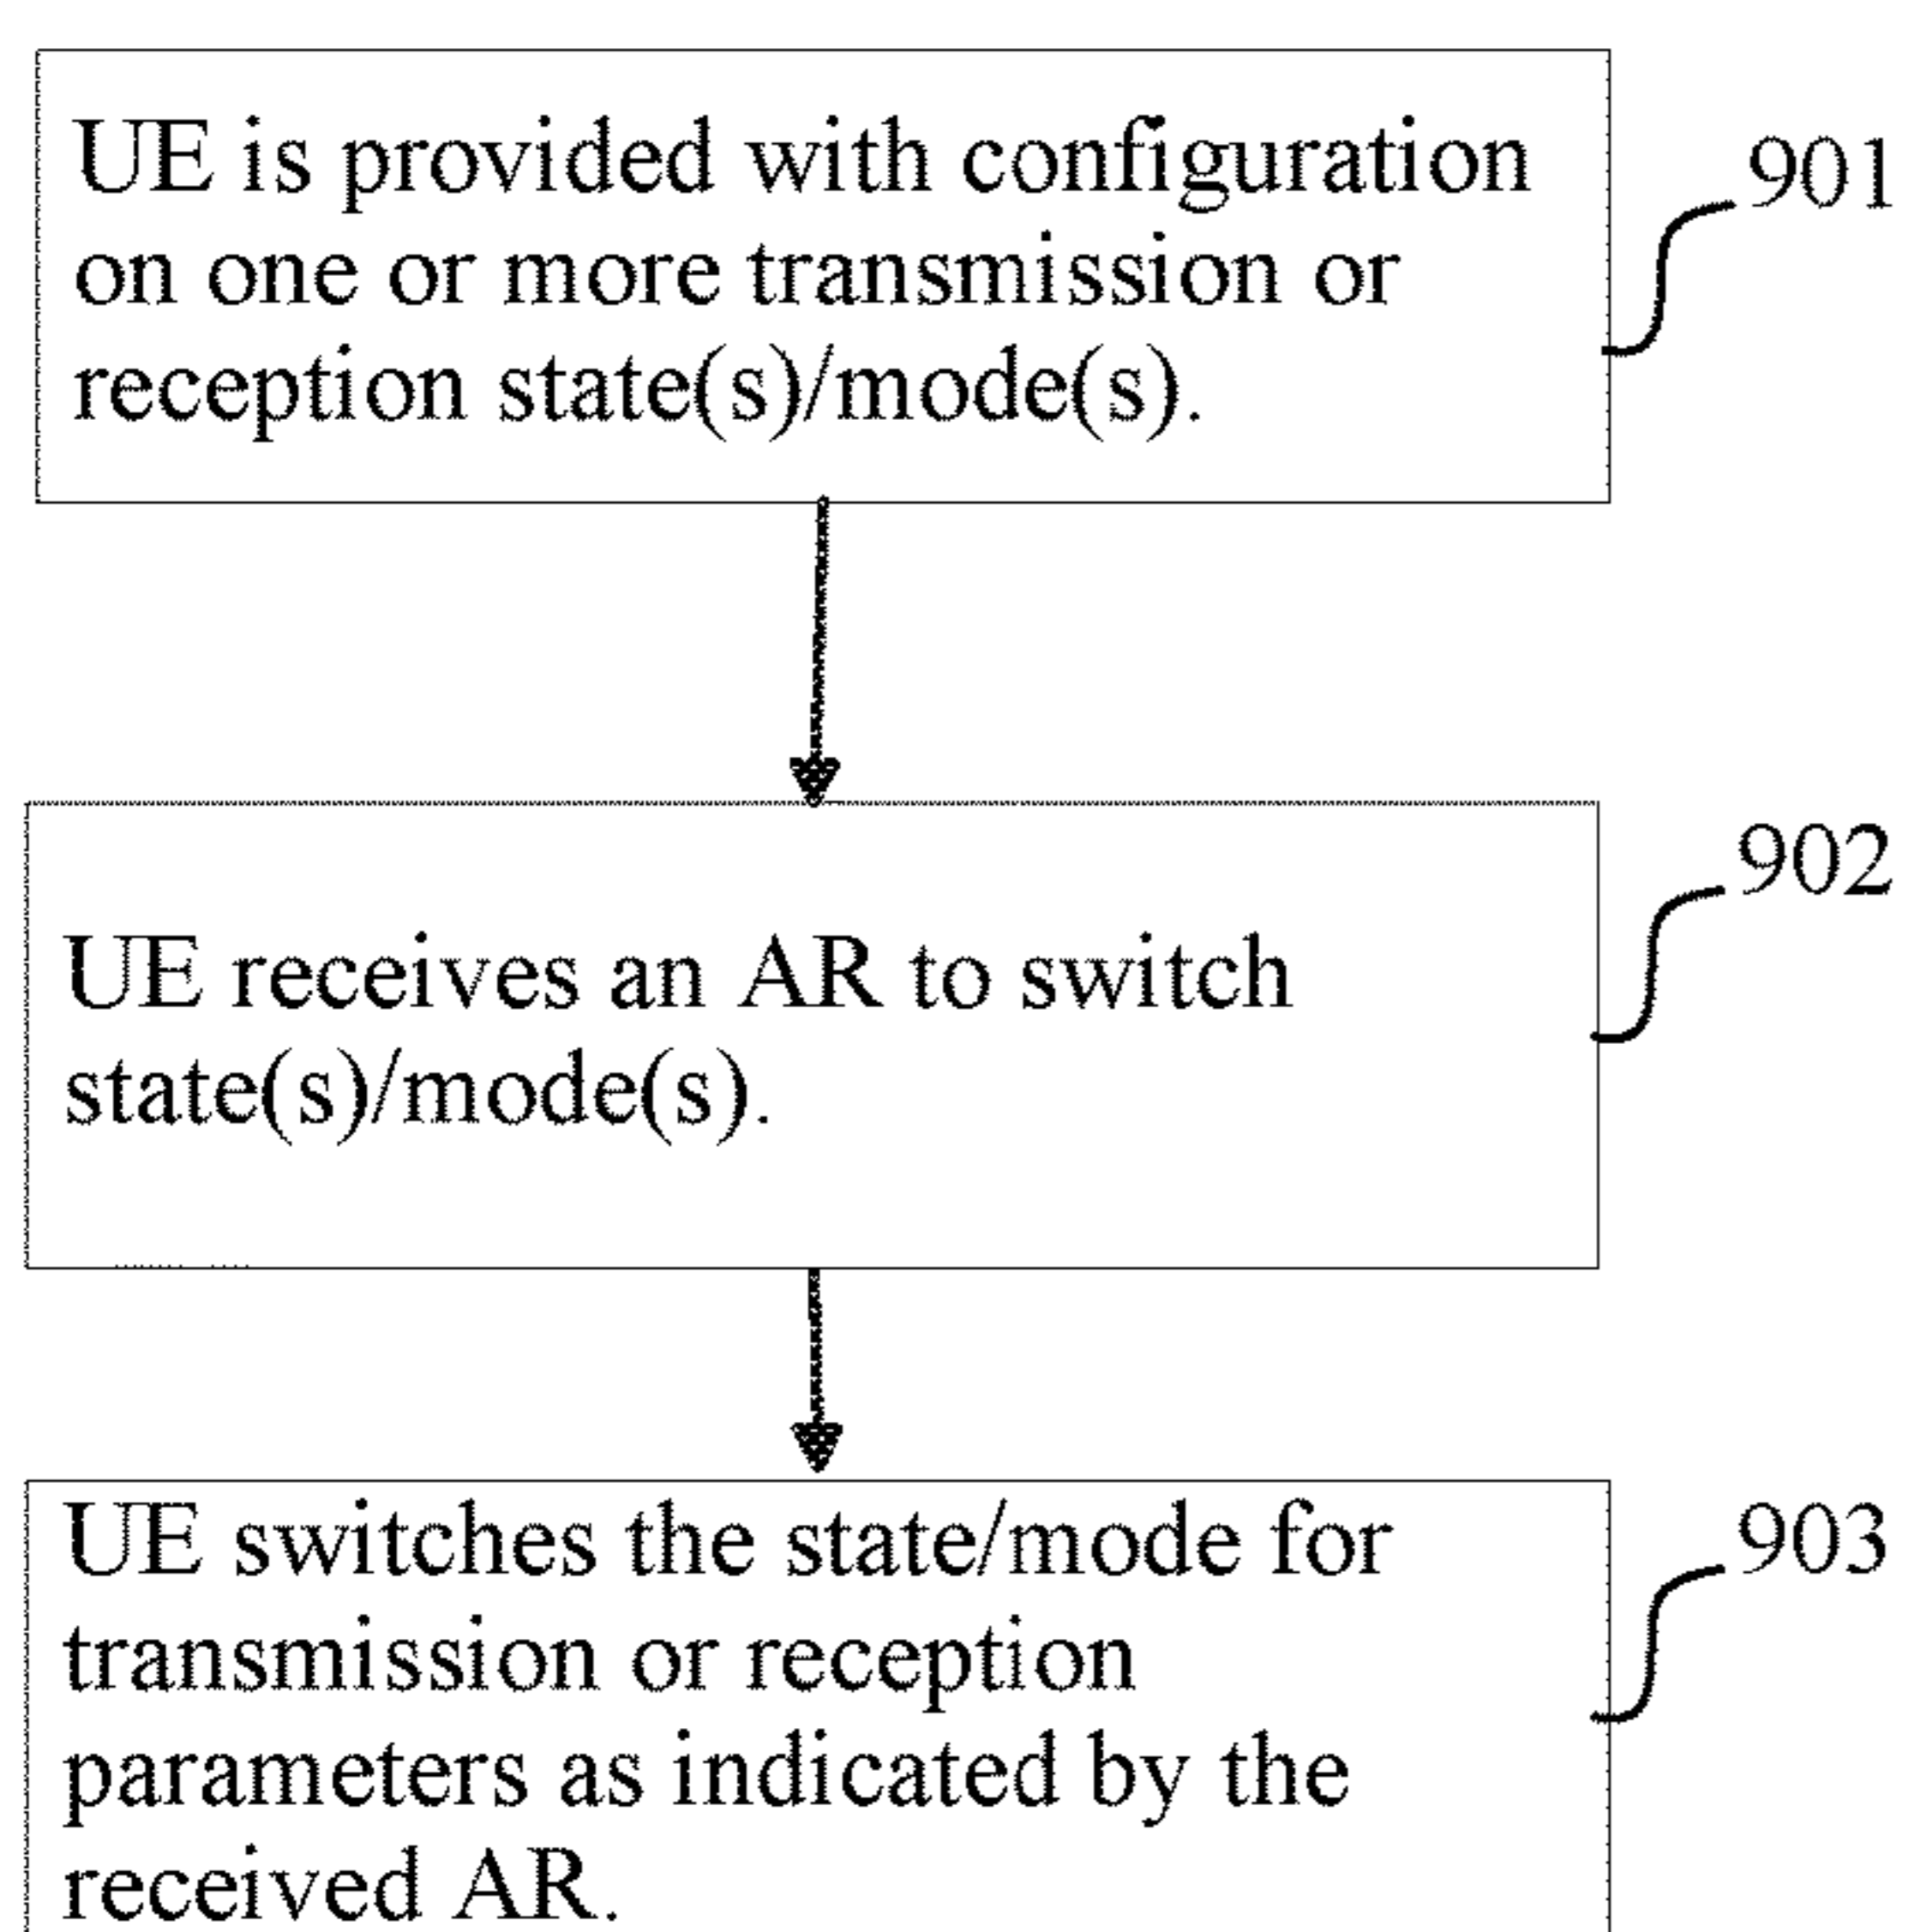 UE is provided with configuration
on one or more transmission or
reception state(s)/mode(s).
901
UE receives an AR to switch
state(s)/mode(s).
902
UE switches the state/mode for
transmission or reception
parameters as indicated by the
received AR.
903